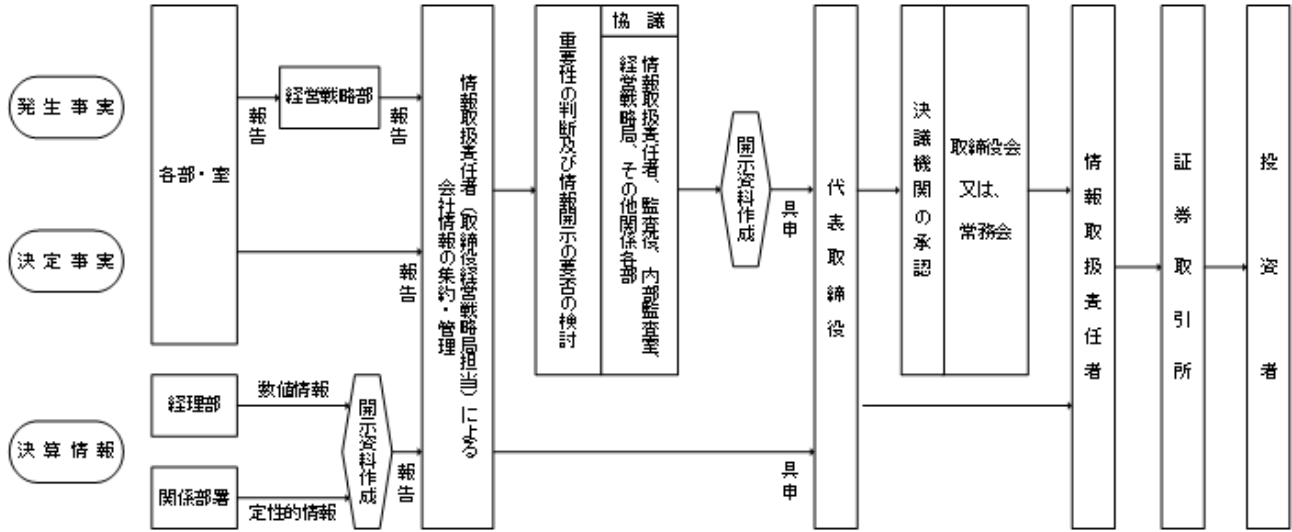 発生事実
決定事実
決算情報
各部・室
報告
経営戦略部
報告
報告
経理部
数値情報
関係部署
定性的情報
開示資料作成
報告
情報取扱責任者(取締役経営戦略局担当)による
会社情報の集約・管理
重要性の判断及び情報開示の要否の検討
協議
情報取扱責任者、監査役、内部監査室、
経営戦略局、その他関係各部
開示資料作成
具申
具申
代表取締役
決議機関の承認
取締役会
又は、
常務会
情報取扱責任者
証券取引所
投資者